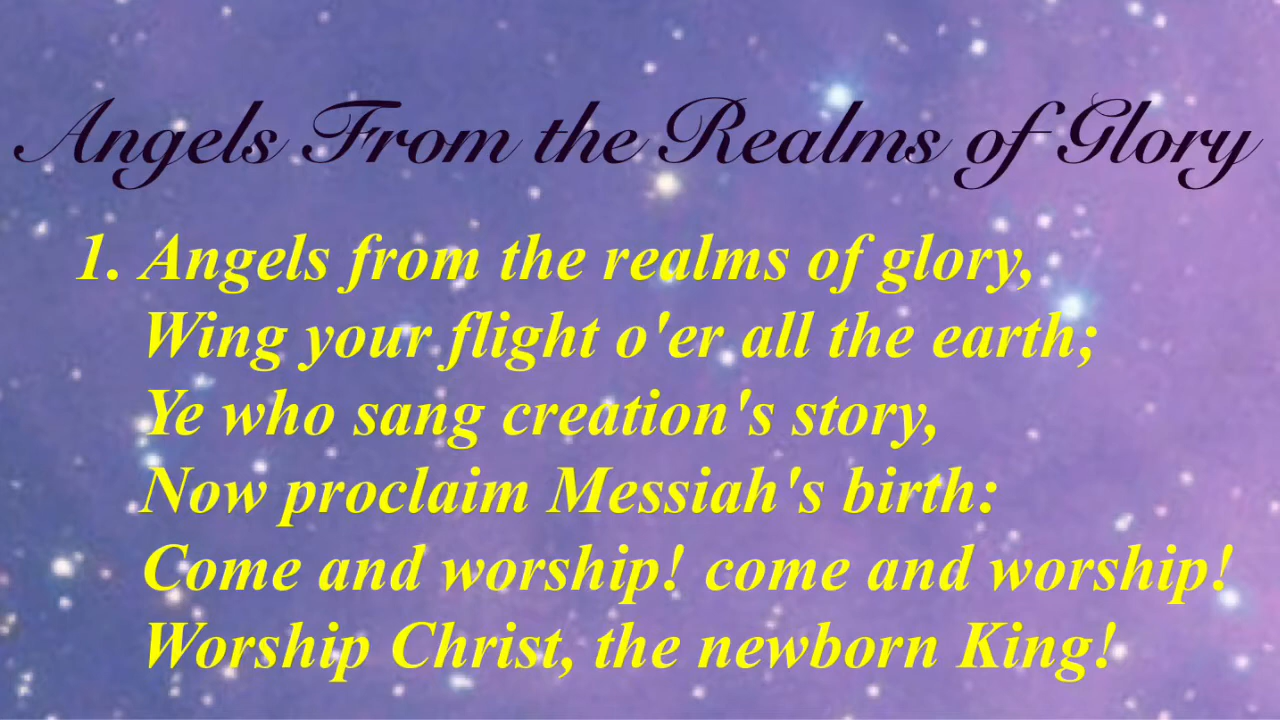 Angels From the Realms of Glory
1. Angels from the realms of glory,
Wing your flight o'er all the earth;
Ye who sang creation's story,
Now proclaim Messiah's birth:
Come and worship! come and worship!
Worship Christ, the newborn King!